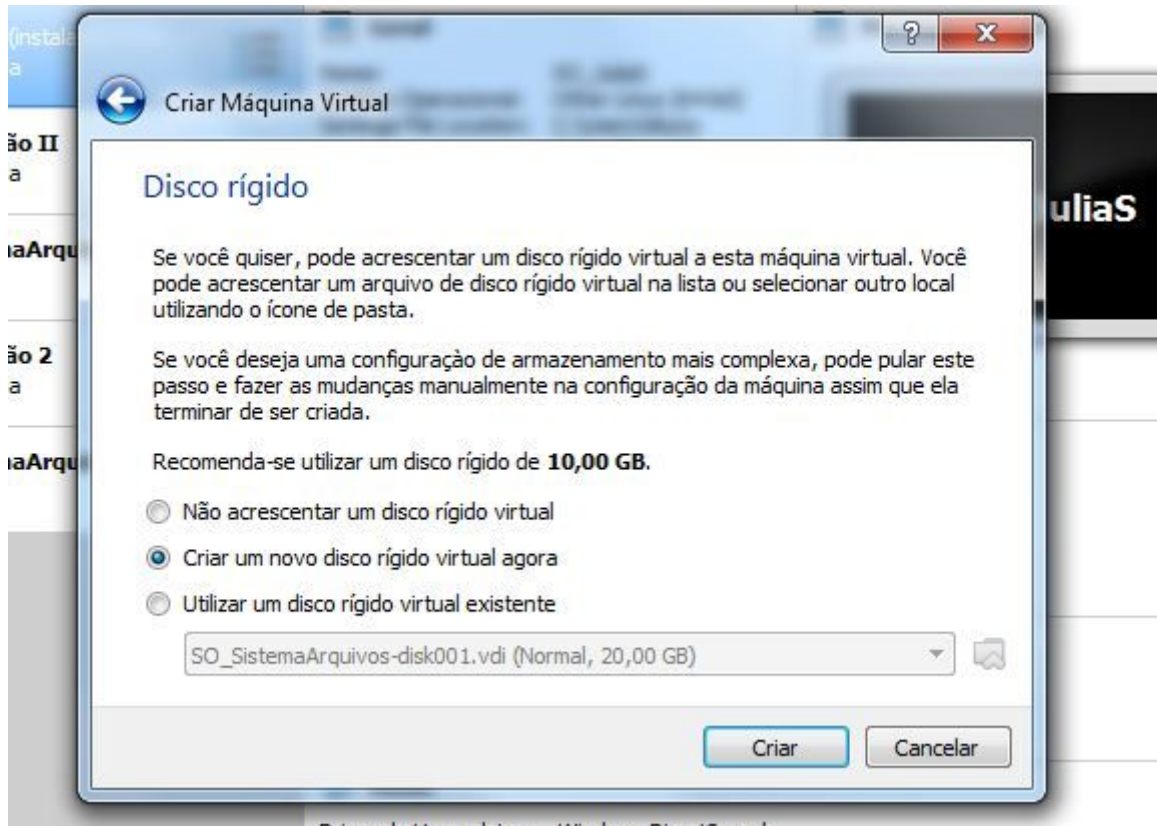 (instala
a
Criar Máquina Virtual
ão II
a
Disco rígido
uliaS
naArqu
Se você quiser, pode acrescentar um disco rígido virtual a esta máquina virtual. Você
pode acrescentar um arquivo de disco rígido virtual na lista ou selecionar outro local
utilizando o ícone de pasta.
ão 2
a
Se você deseja uma configuraçào de armazenamento mais complexa, pode pular este
passo e fazer as mudanças manualmente na configuração da máquina assim que ela
terminar de ser criada.
naArqu
Recomenda-se utilizar um disco rígido de 10,00 GB.
Não acrescentar um disco rígido virtual
Criar um novo disco rígido virtual agora
Utilizar um disco rígido virtual existente
SO_SistemaArquivos-disk001.vdi (Normal, 20,00 GB)
Criar
Cancelar